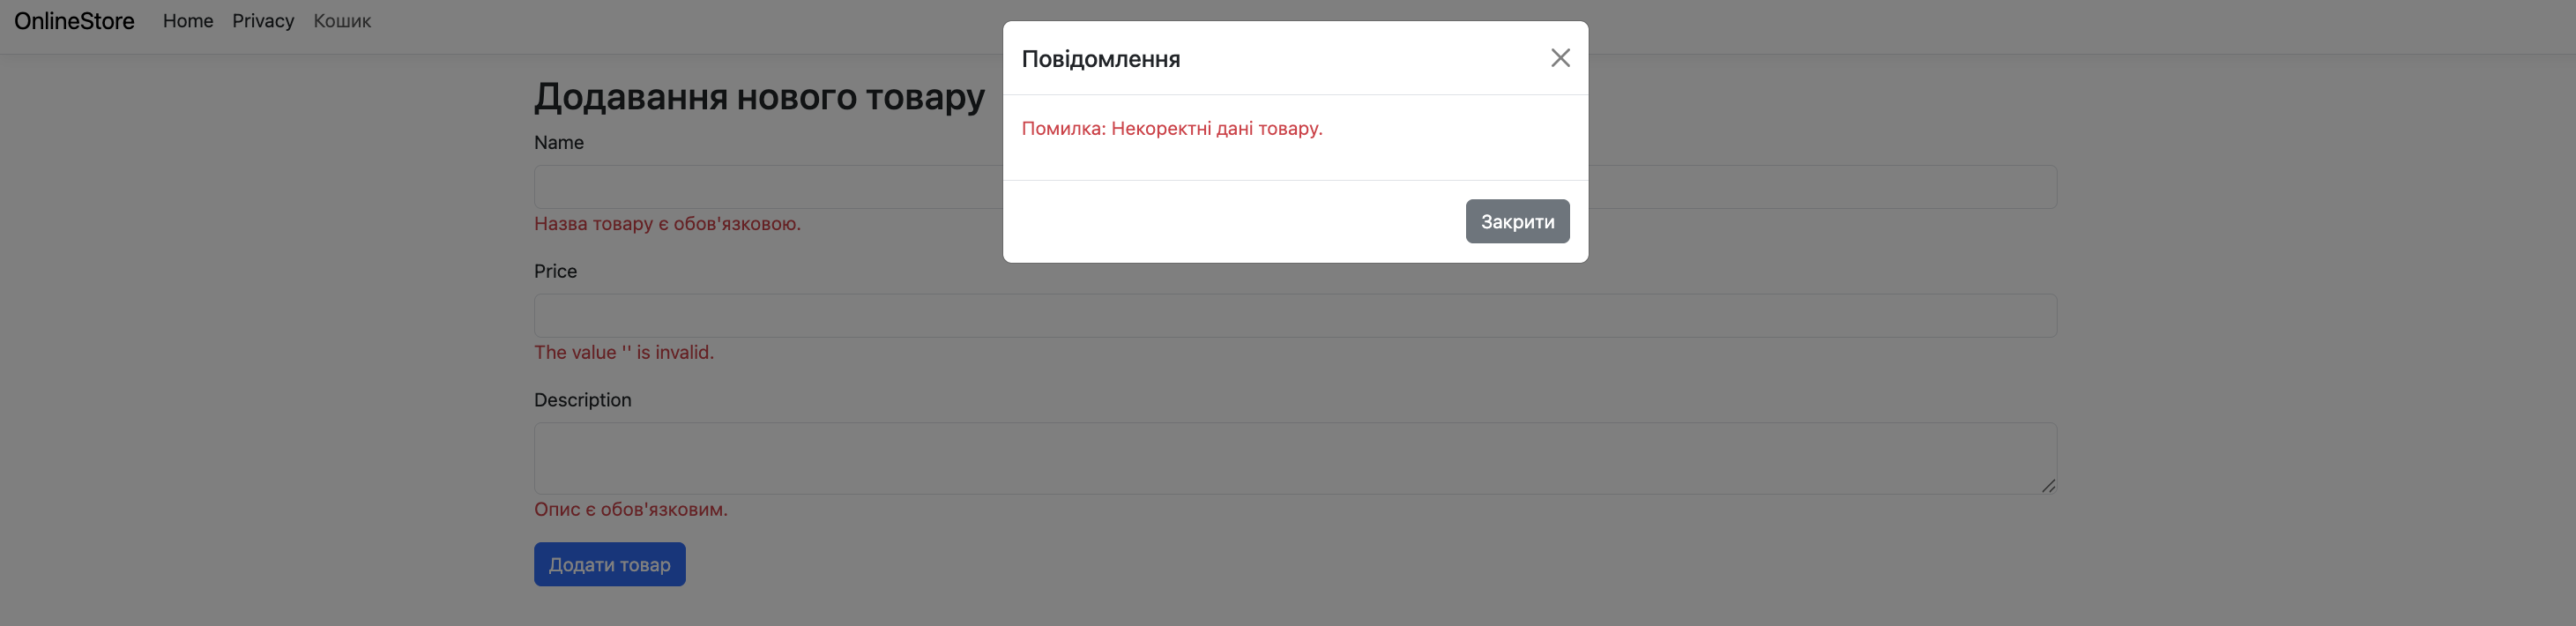 OnlineStore Home Privacy Кошик
Повідомлення
Помилка: Некоректні дані товару.
Закрити
Додавання нового товару
Name
Назва товару є обов'язковою.
Price
The value '' is invalid.
Description
Опис є обов'язковим.
Додати товар